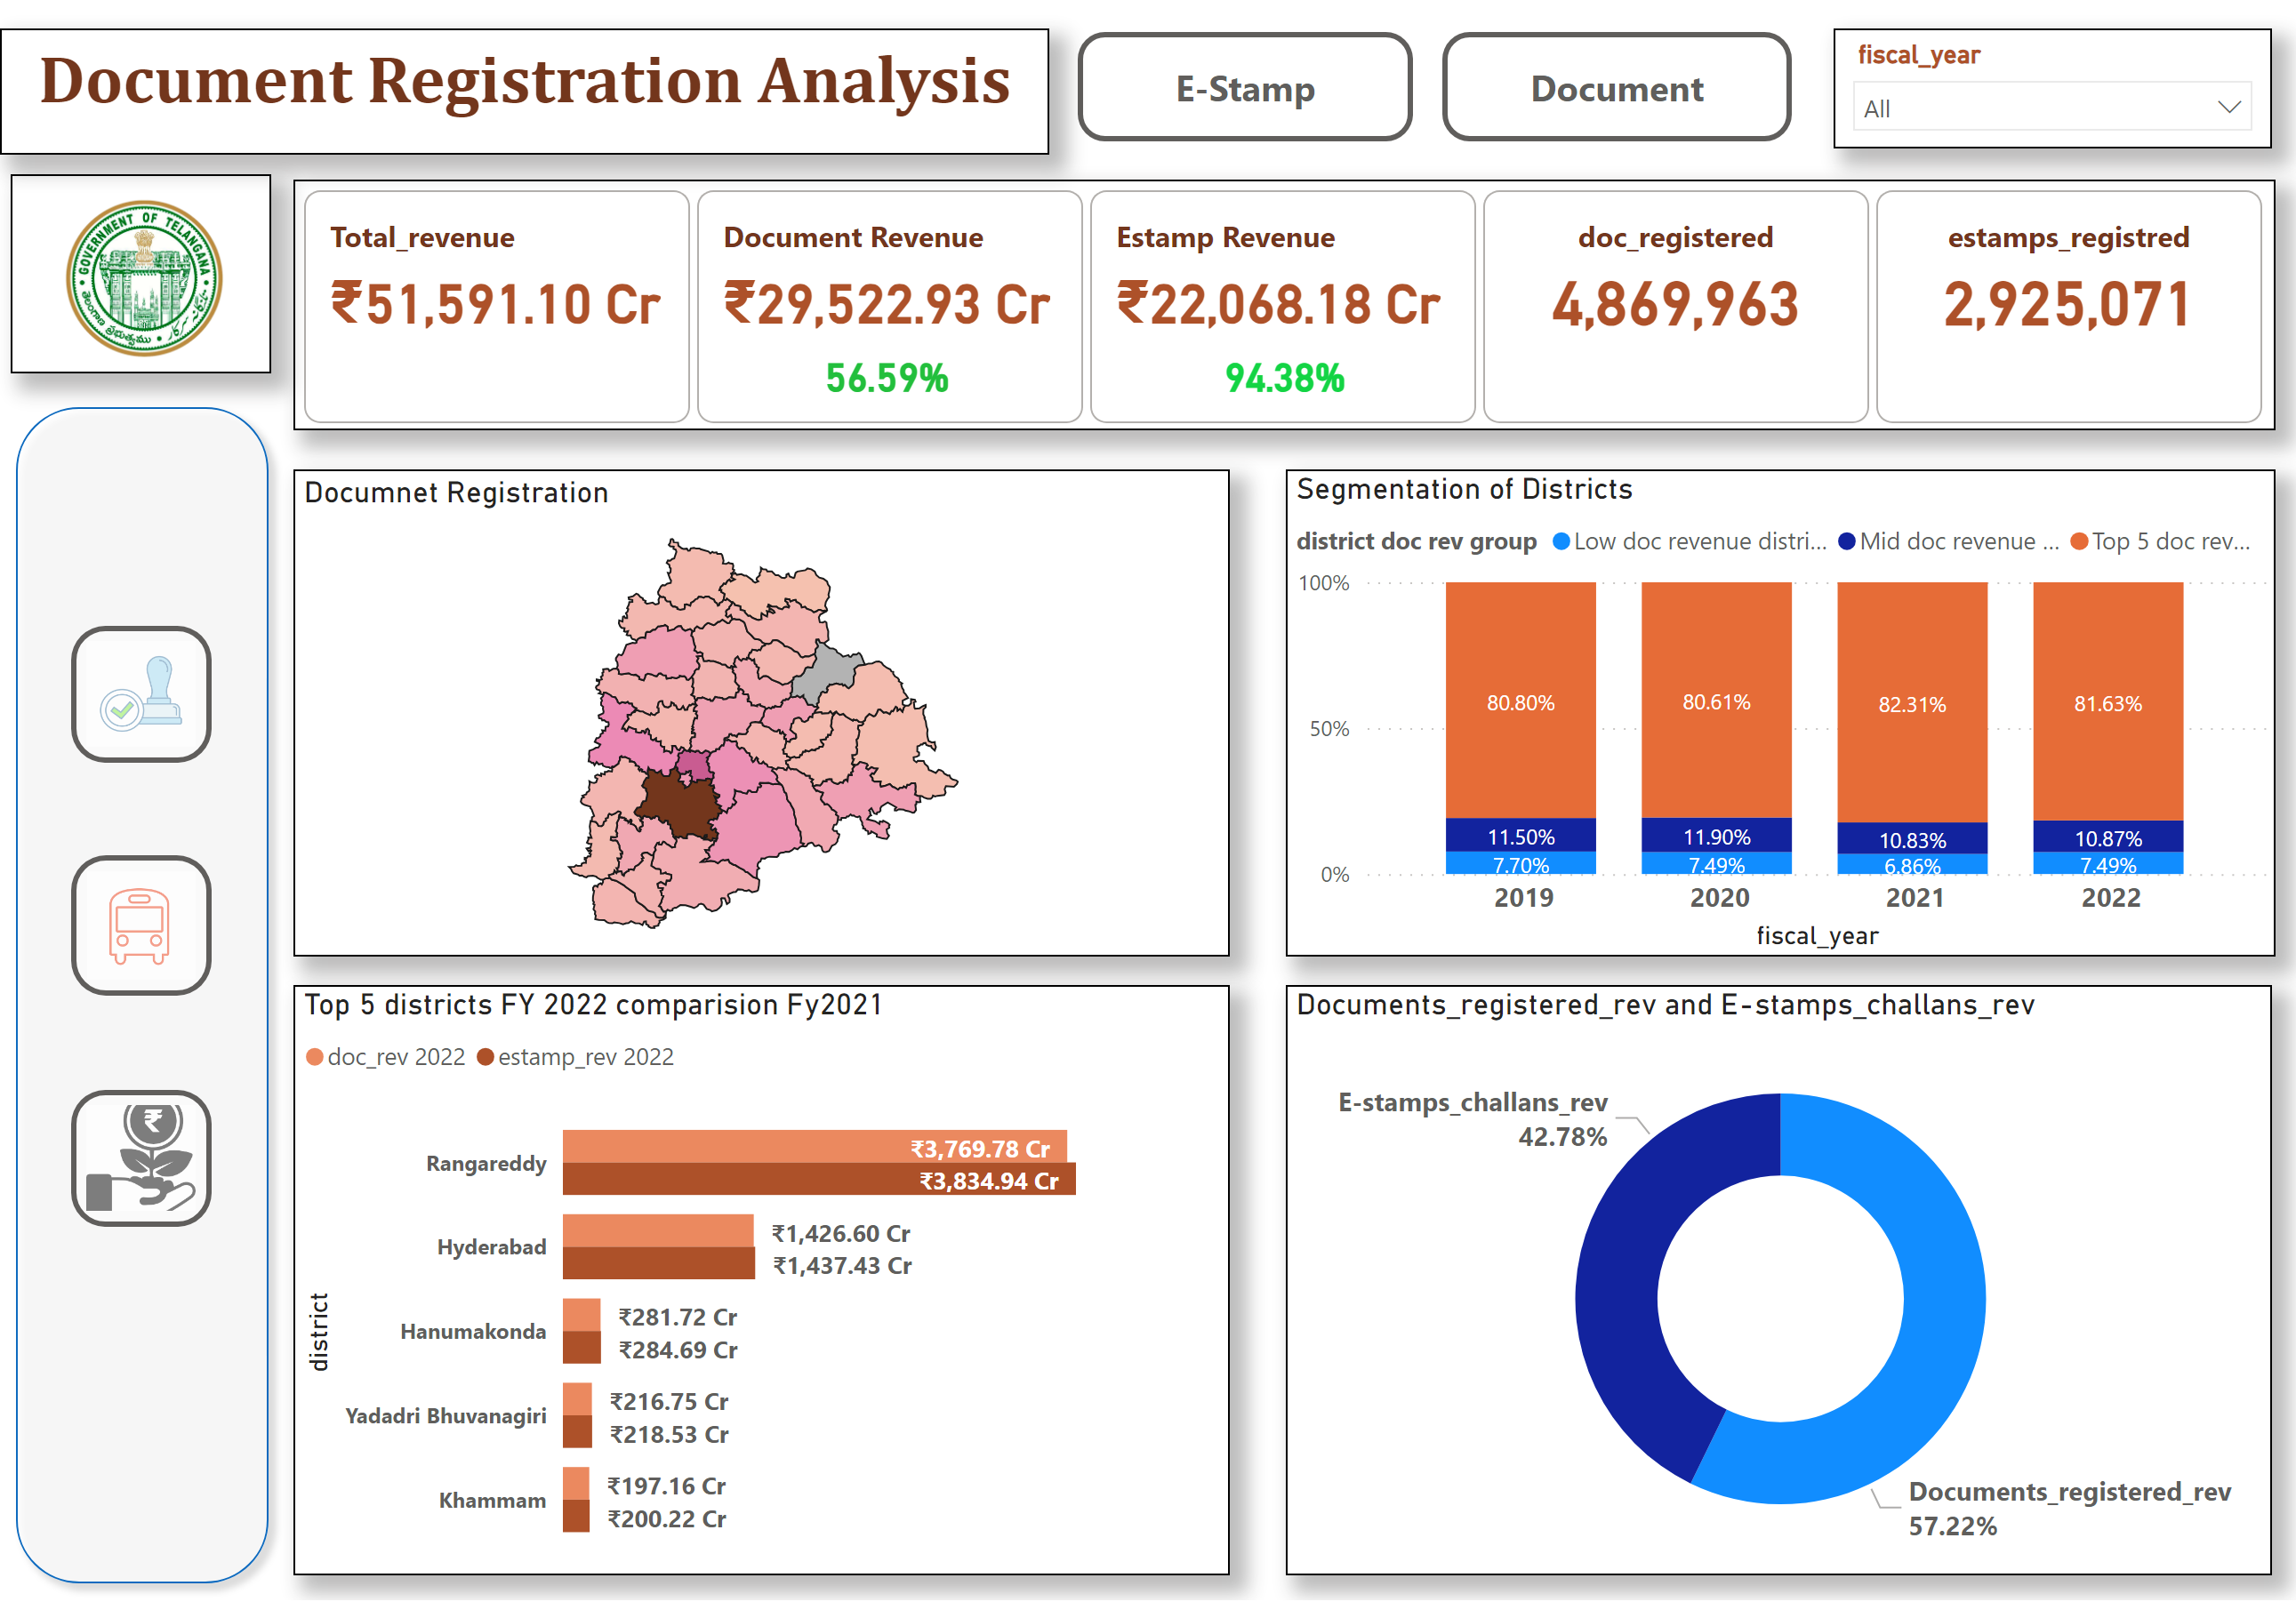 Document Registration Analysis
E-Stamp
Document
fiscal_year
All
GOVERNMENT OF TELANGANA
Total_revenue
₹51,591.10 Cr
Document Revenue
₹29,522.93 Cr
56.59%
Estamp Revenue
₹22,068.18 Cr
94.38%
doc_registered
4,869,963
estamps_registred
2,925,071
Documnet Registration
Segmentation of Districts
district doc rev group Low doc revenue distri... Mid doc revenue ... Top 5 doc rev...
100%
50%
0%
80.80% 80.61% 82.31% 81.63%
11.50% 11.90% 10.83% 10.87%
7.70% 7.49% 6.86% 7.49%
2019 2020 2021 2022
fiscal_year
Top 5 districts FY 2022 comparision Fy2021
doc_rev 2022 estamp_rev 2022
district
Rangareddy
₹3,769.78 Cr
₹3,834.94 Cr
Hyderabad
₹1,426.60 Cr
₹1,437.43 Cr
Hanumakonda
₹281.72 Cr
₹284.69 Cr
Yadadri Bhuvanagiri
₹216.75 Cr
₹218.53 Cr
Khammam
₹197.16 Cr
₹200.22 Cr
Documents_registered_rev and E-stamps_challans_rev
E-stamps_challans_rev
42.78%
Documents_registered_rev
57.22%